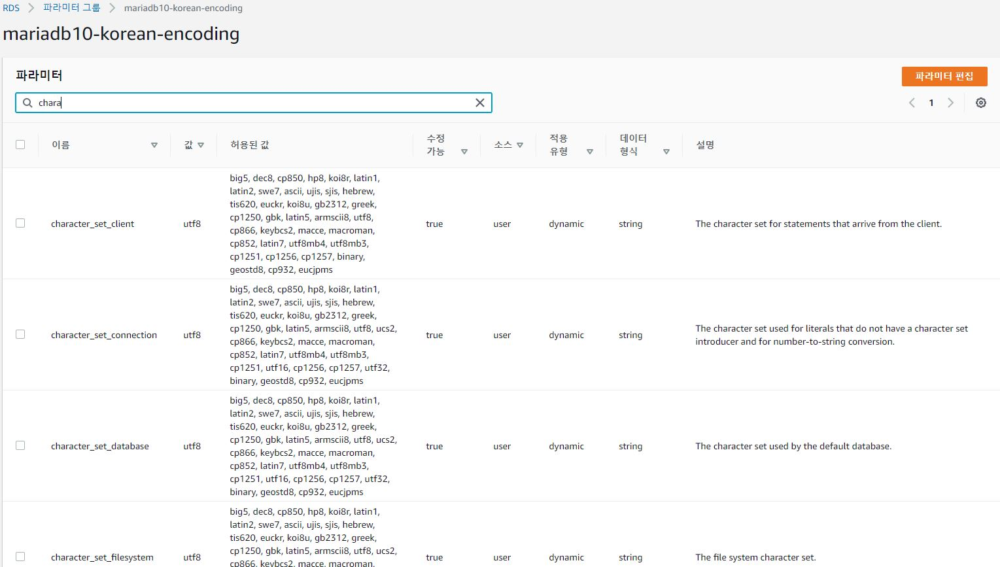 RDS > 파라미터 그룹 > mariadb10-korean-encoding
mariadb10-korean-encoding
파라미터
파라미터 편집
chara
1
이름 값 허용된 값 수정 가능 소스 적용 유형 데이터 형식 설명
big5, dec8, cp850, hp8, koi8r, latin1,
latin2, swe7, ascii, ujis, sjis, hebrew,
tis620, euckr, koi8u, gb2312, greek,
cp1250, gbk, latin5, armscii8, utf8,
character_set_client utf8 cp866, keybcs2, macce, macroman, true user dynamic string The character set for statements that arrive from the client.
cp852, latin7, utf8mb4, utf8mb3,
cp1251, cp1256, cp1257, binary,
geostd8, cp932, eucjpms
big5, dec8, cp850, hp8, koi8r, latin1,
latin2, swe7, ascii, ujis, sjis, hebrew,
tis620, euckr, koi8u, gb2312, greek,
cp1250, gbk, latin5, armscii8, utf8, ucs2,
character_set_connection utf8 cp866, keybcs2, macce, macroman, true user dynamic string The character set used for literals that do not have a character set
introducer and for number-to-string conversion.
cp852, latin7, utf8mb4, utf8mb3,
cp1251, utf16, cp1256, cp1257, utf32,
binary, geostd8, cp932, eucjpms
big5, dec8, cp850, hp8, koi8r, latin1,
latin2, swe7, ascii, ujis, sjis, hebrew,
tis620, euckr, koi8u, gb2312, greek,
cp1250, gbk, latin5, armscii8, utf8, ucs2,
character_set_database utf8 cp866, keybcs2, macce, macroman, true user dynamic string The character set used by the default database.
cp852, latin7, utf8mb4, utf8mb3,
cp1251, utf16, cp1256, cp1257, utf32,
binary, geostd8, cp932, eucjpms
big5, dec8, cp850, hp8, koi8r, latin1,
latin2, swe7, ascii, ujis, sjis, hebrew,
tis620, euckr, koi8u, gb2312, greek,
cp1250, gbk, latin5, armscii8, utf8, ucs2,
character_set_filesystem utf8 cp866, keybcs2, macce, macroman, true user dynamic string The file system character set.